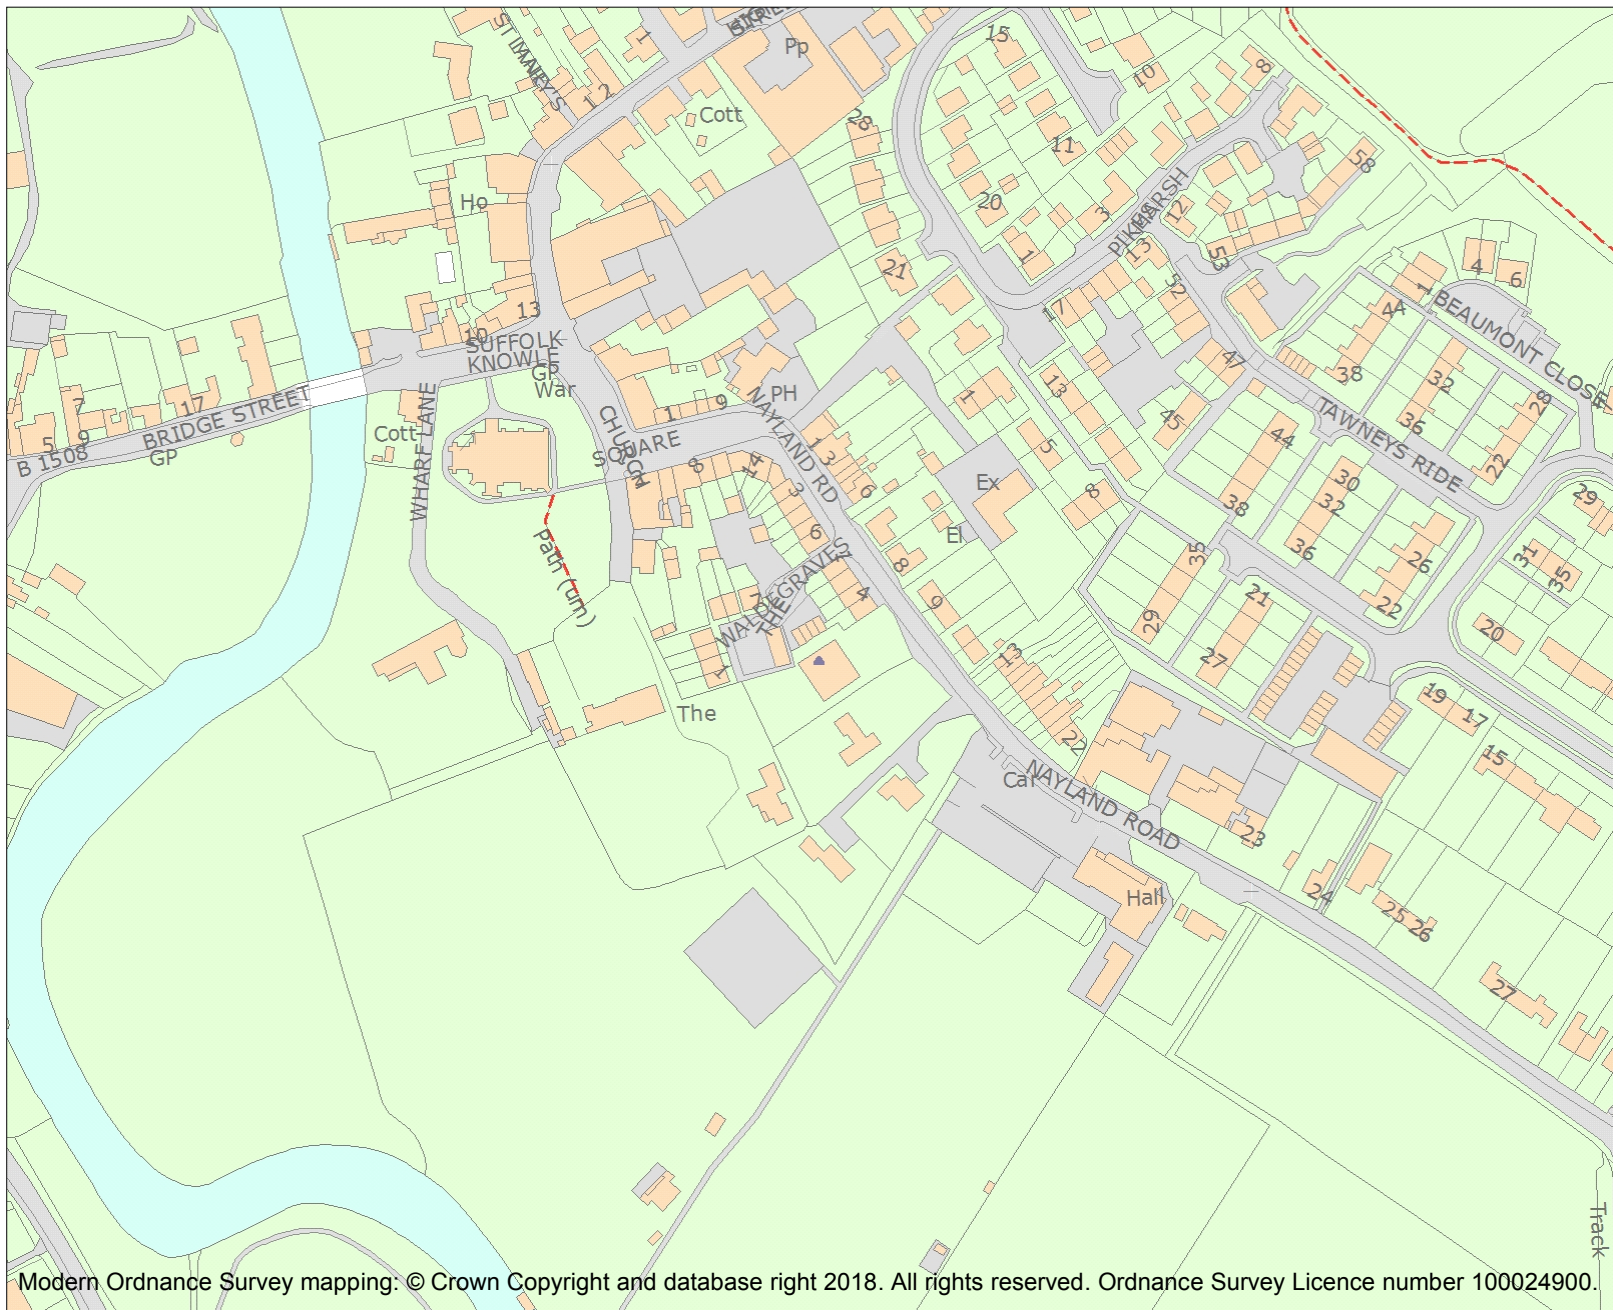 ST MARY'S
1
1 2
Pp
Cott
15
10
8
28
11
58
20
3
PIKEMARSH
12
13
53
52
21
1
17
Ho
13
10
SUFFOLK
KNOWLE
GP
War
4
6
1
BEAUMONT CLOSE
44
38
32
36
28
22
47
TAWNEYS RIDE
7
9
5
17
BRIDGE STREET
B 1508
GP
Cott
WHARF LANE
CHURCH
SQUARE
1
9
PH
NAYLAND RD
1
3
6
8
14
3
6
7
1
13
45
5
8
Ex
El
44
38
30
32
36
26
22
29
31
35
20
Path (um)
WALDEGRAVES
THE
7
1
4
8
9
13
22
35
29
21
27
19
17
15
The
Car
NAYLAND ROAD
23
24
25
26
27
Hall
Track
Modern Ordnance Survey mapping: © Crown Copyright and database right 2018. All rights reserved. Ordnance Survey Licence number 100024900.